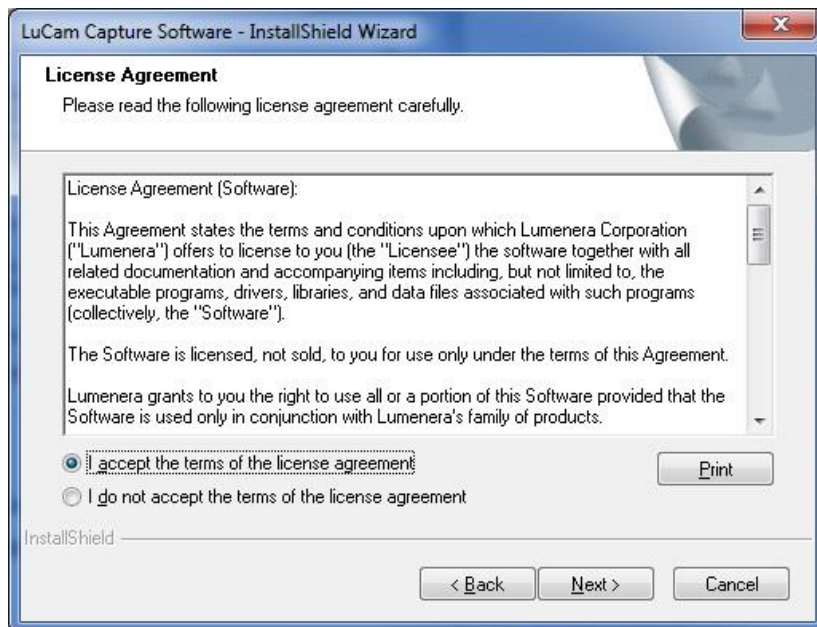 LuCam Capture Software - InstallShield Wizard
License Agreement
Please read the following license agreement carefully.
License Agreement (Software):
This Agreement states the terms and conditions upon which Lumenera Corporation
("Lumenera") offers to license to you (the "Licensee") the software together with all
related documentation and accompanying items including, but not limited to, the
executable programs, drivers, libraries, and data files associated with such programs
(collectively, the "Software").
The Software is licensed, not sold, to you for use only under the terms of this Agreement.
Lumenera grants to you the right to use all or a portion of this Software provided that the
Software is used only in conjunction with Lumenera's family of products.
I accept the terms of the license agreement
Print
I do not accept the terms of the license agreement
InstallShield
< Back
Next >
Cancel